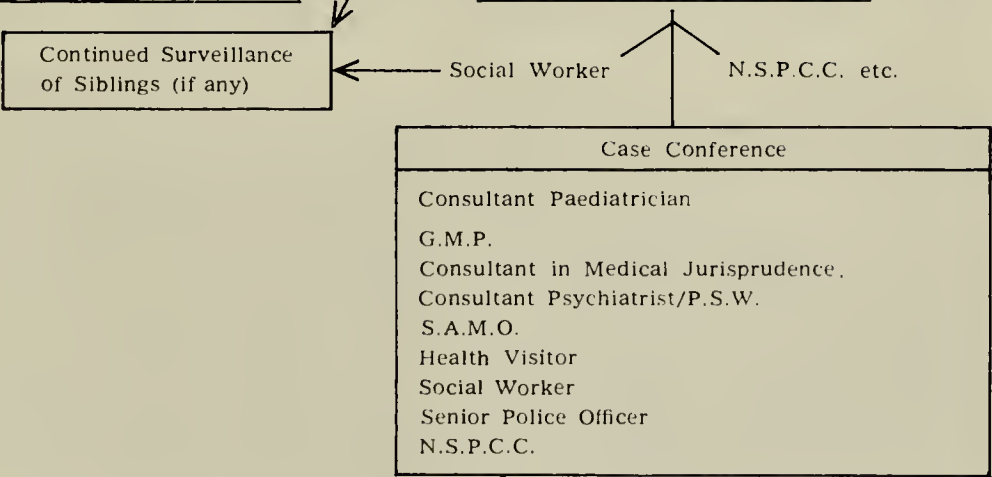 Continued Surveillance
of Siblings (if any)
Social Worker
N.S.P.C.C. etc.
Case Conference
Consultant Paediatrician
G.M.P.
Consultant in Medical Jurisprudence.
Consultant Psychiatrist/P.S.W.
S.A.M.O.
Health Visitor
Social Worker
Senior Police Officer
N.S.P.C.C.